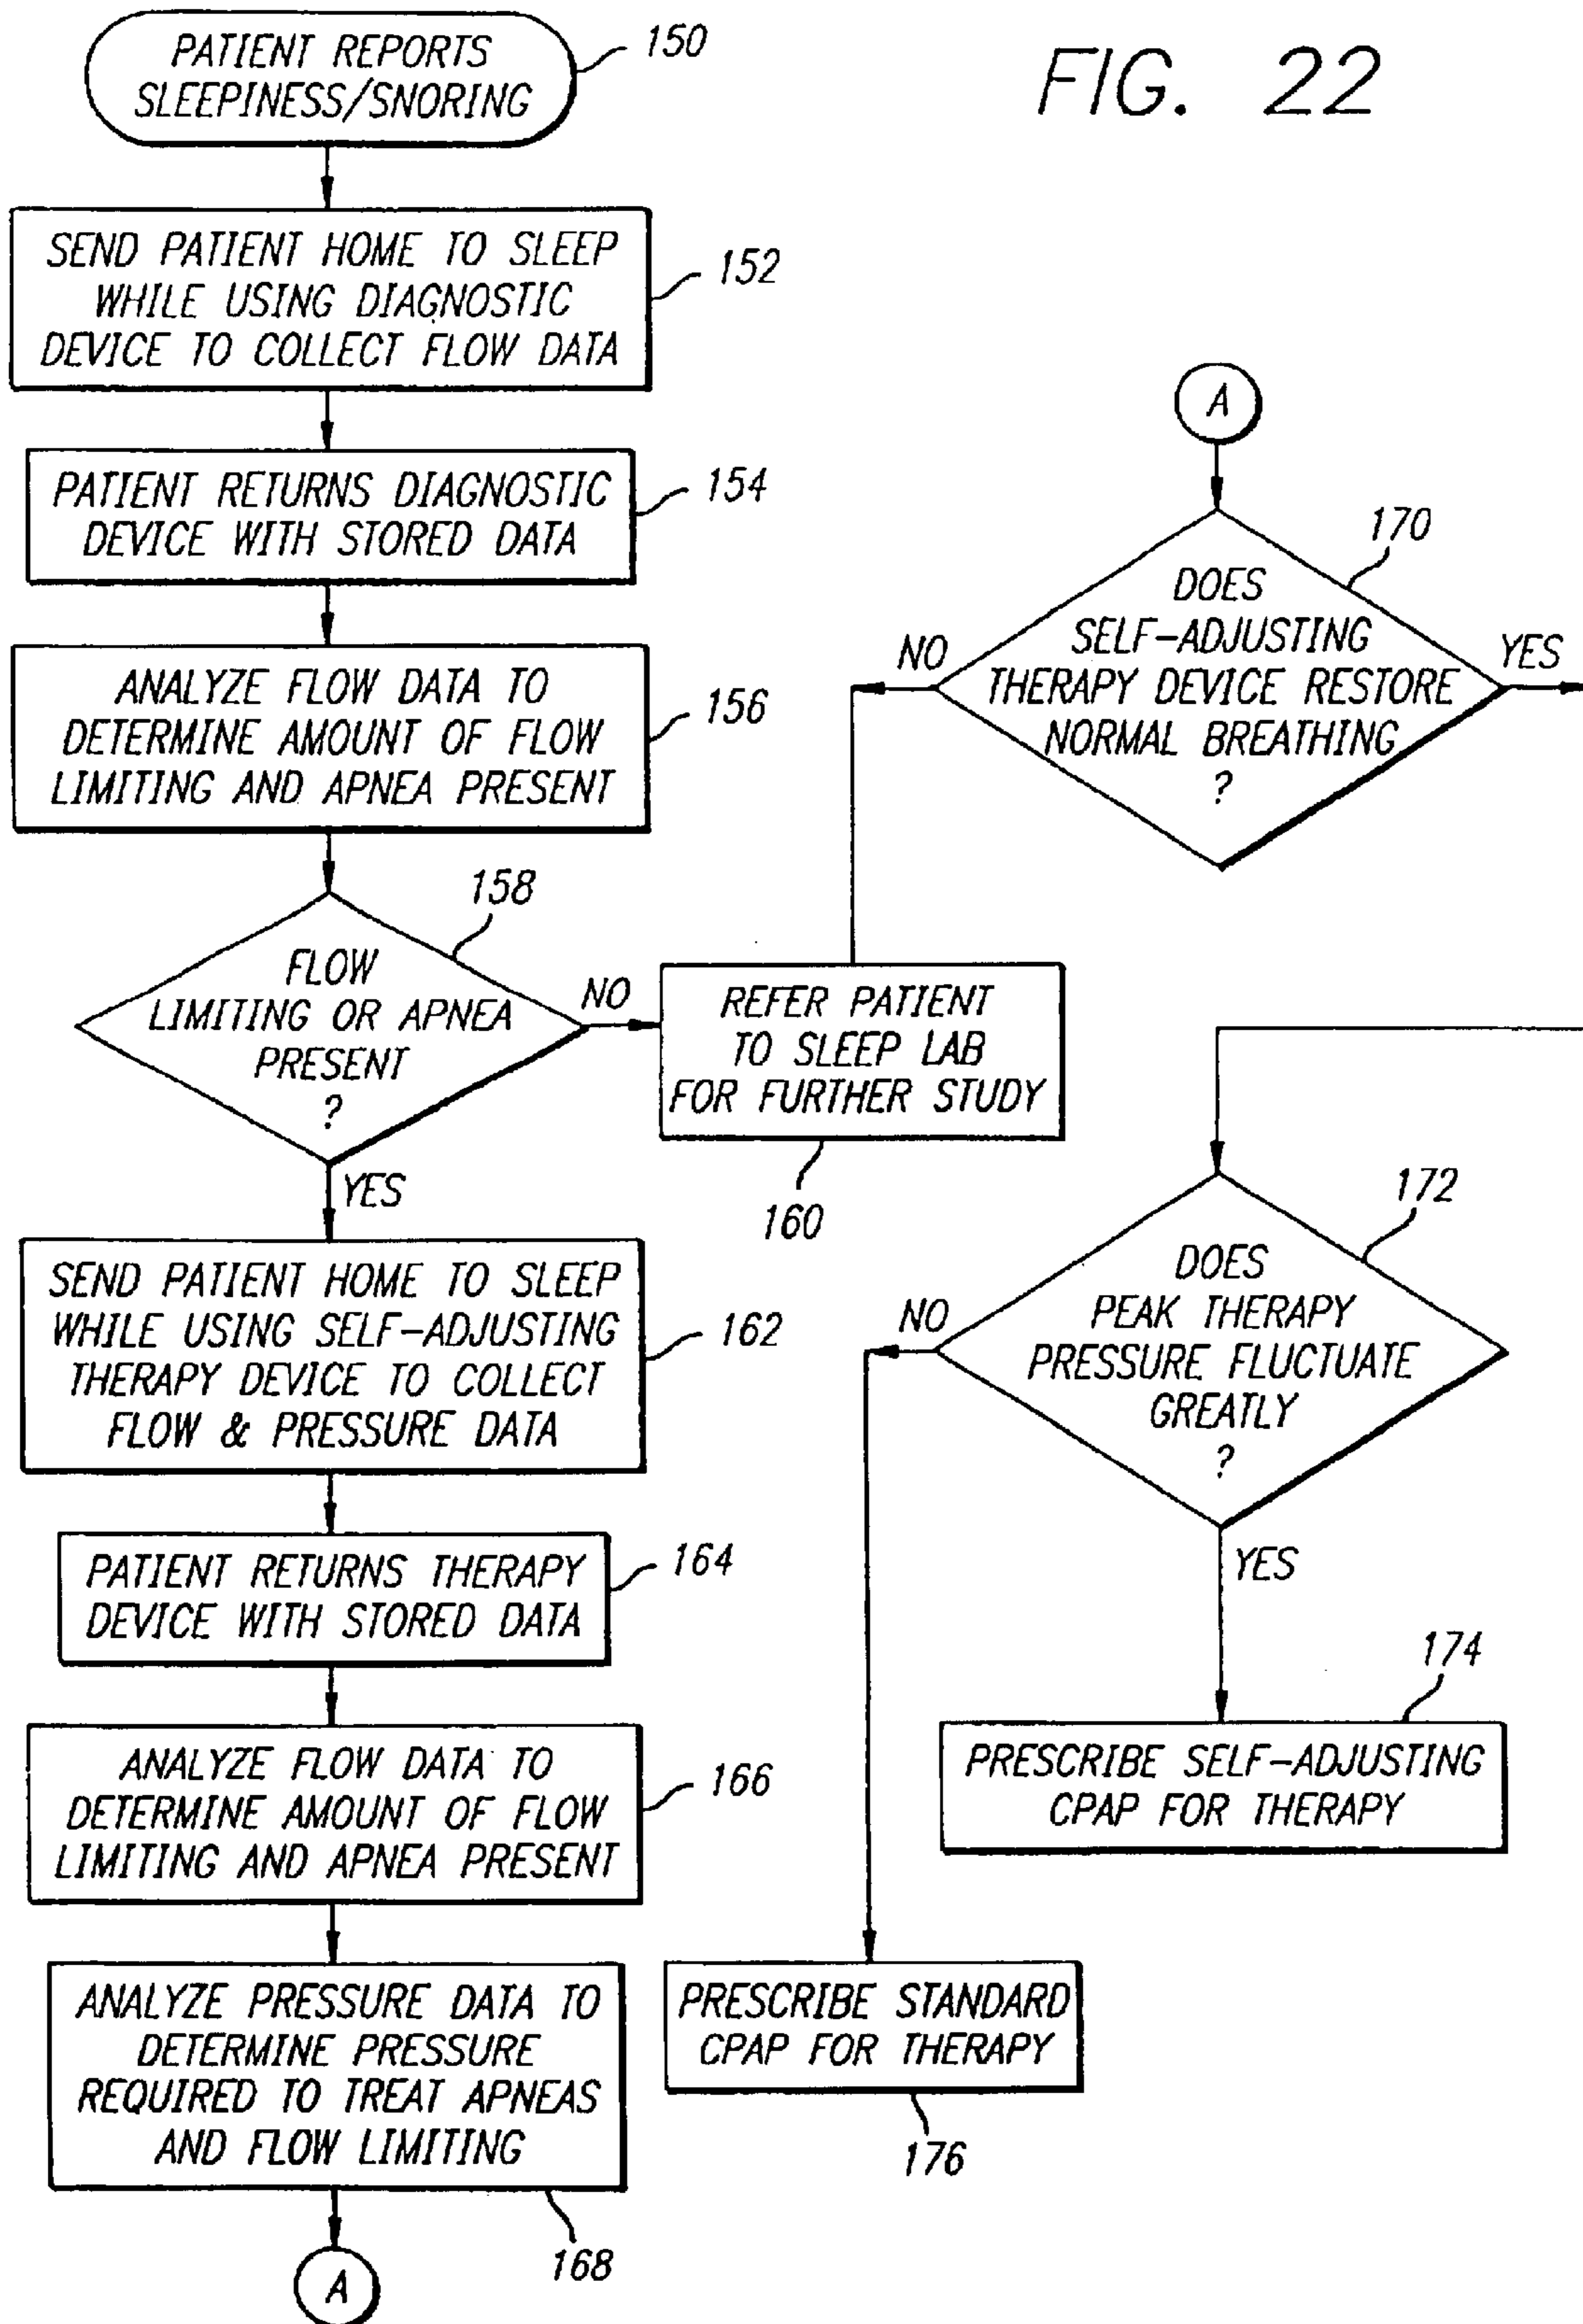 FIG. 22
PATIENT REPORTS
SLEEPINESS/SNORING
150
SEND PATIENT HOME TO SLEEP
WHILE USING DIAGNOSTIC
DEVICE TO COLLECT FLOW DATA
152
PATIENT RETURNS DIAGNOSTIC
DEVICE WITH STORED DATA
154
ANALYZE FLOW DATA TO
DETERMINE AMOUNT OF FLOW
LIMITING AND APNEA PRESENT
156
158
FLOW
LIMITING OR APNEA
PRESENT
?
NO
YES
REFER PATIENT
TO SLEEP LAB
FOR FURTHER STUDY
160
SEND PATIENT HOME TO SLEEP
WHILE USING SELF-ADJUSTING
THERAPY DEVICE TO COLLECT
FLOW & PRESSURE DATA
162
PATIENT RETURNS THERAPY
DEVICE WITH STORED DATA
164
ANALYZE FLOW DATA TO
DETERMINE AMOUNT OF FLOW
LIMITING AND APNEA PRESENT
166
ANALYZE PRESSURE DATA TO
DETERMINE PRESSURE
REQUIRED TO TREAT APNEAS
AND FLOW LIMITING
168
A
A
170
DOES
SELF-ADJUSTING
THERAPY DEVICE RESTORE
NORMAL BREATHING
?
NO
YES
172
DOES
PEAK THERAPY
PRESSURE FLUCTUATE
GREATLY
?
NO
YES
174
PRESCRIBE SELF-ADJUSTING
CPAP FOR THERAPY
PRESCRIBE STANDARD
CPAP FOR THERAPY
176